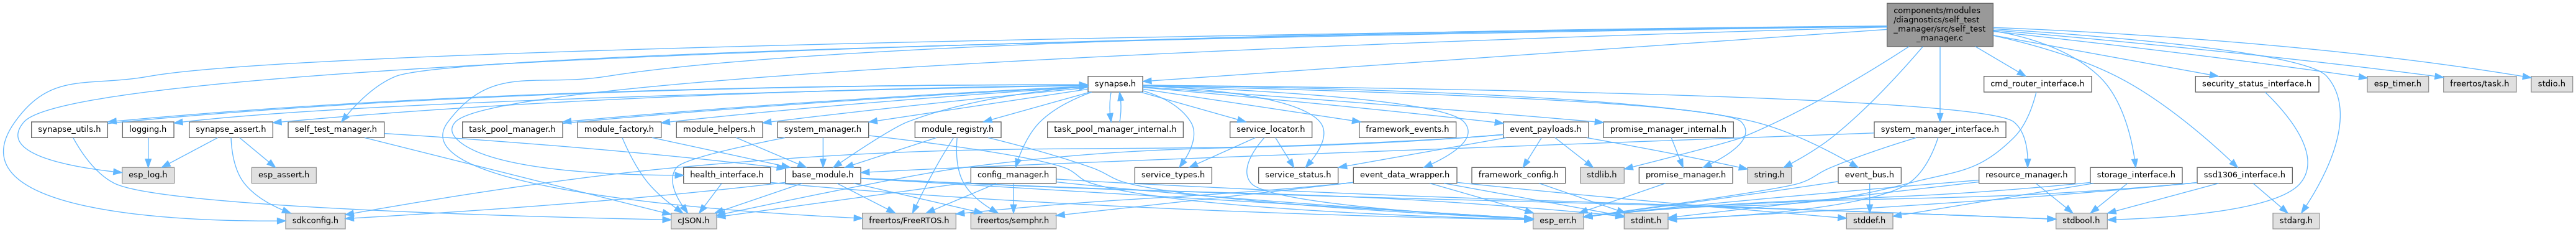 components/modules
/diagnostics/self_test
_manager/src/self_test
_manager.c
synapse.h
cmd_router_interface.h
security_status_interface.h
esp_timer.h
freertos/task.h
stdio.h
synapse_utils.h
logging.h
synapse_assert.h
self_test_manager.h
task_pool_manager.h
module_factory.h
module_helpers.h
system_manager.h
module_registry.h
task_pool_manager_internal.h
service_locator.h
framework_events.h
event_payloads.h
promise_manager_internal.h
system_manager_interface.h
esp_log.h
esp_assert.h
health_interface.h
base_module.h
config_manager.h
service_types.h
service_status.h
event_data_wrapper.h
framework_config.h
stdlib.h
promise_manager.h
string.h
event_bus.h
resource_manager.h
storage_interface.h
ssd1306_interface.h
sdkconfig.h
cJSON.h
freertos/FreeRTOS.h
freertos/semphr.h
esp_err.h
stdint.h
stddef.h
stdbool.h
stdarg.h